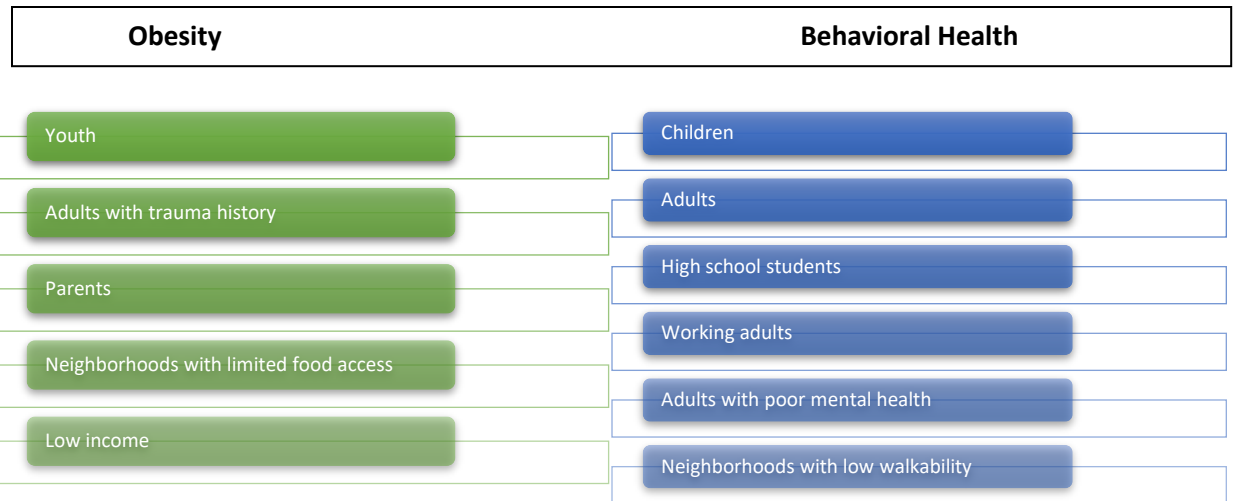 Obesity
Behavioral Health
Youth
Adults with trauma history
Parents
Neighborhoods with limited food access
Low income
Children
Adults
High school students
Working adults
Adults with poor mental health
Neighborhoods with low walkability